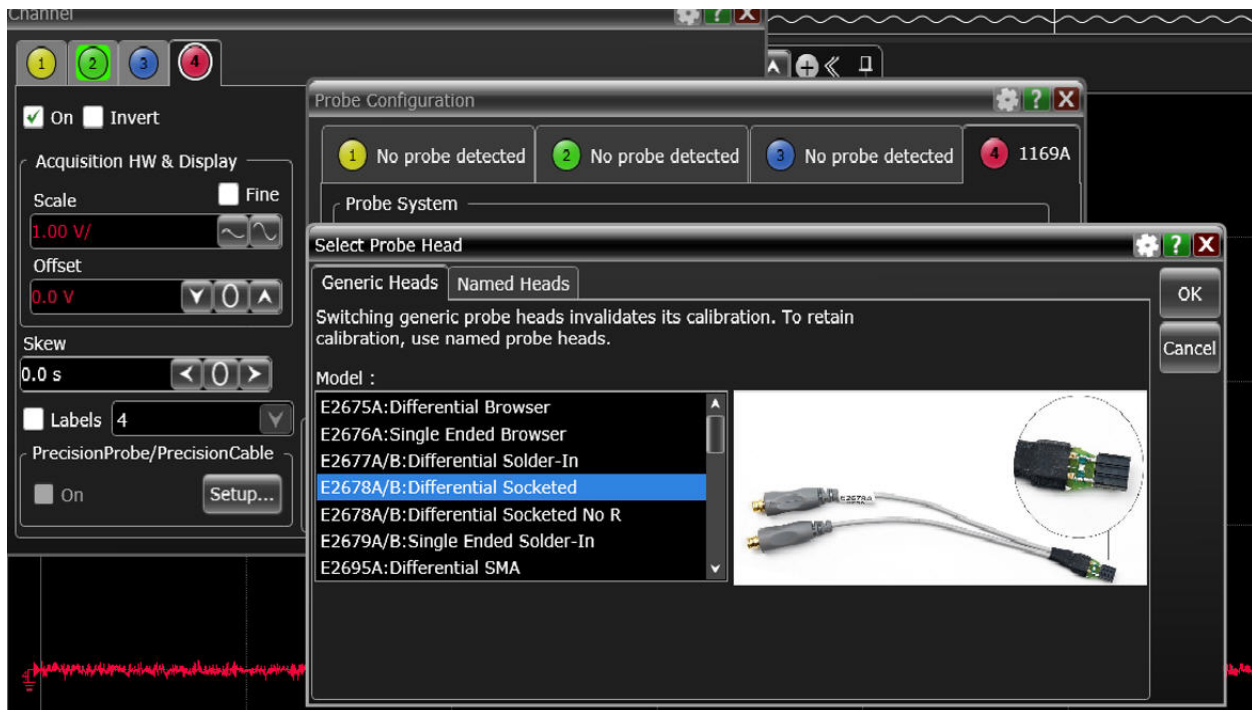 Channel
1 2 3 4
On Invert
Acquisition HW & Display
Scale Fine
1.00 V/
Offset
0.0 V 0
Skew
0.0 s 0
Labels 4
PrecisionProbe/PrecisionCable
On Setup...
Probe Configuration
1 No probe detected 2 No probe detected 3 No probe detected 4 1169A
Probe System
Select Probe Head
Generic Heads Named Heads
Switching generic probe heads invalidates its calibration. To retain
calibration, use named probe heads.
Model :
E2675A:Differential Browser
E2676A:Single Ended Browser
E2677A/B:Differential Solder-In
E2678A/B:Differential Socketed
E2678A/B:Differential Socketed No R
E2679A/B:Single Ended Solder-In
E2695A:Differential SMA
OK
Cancel